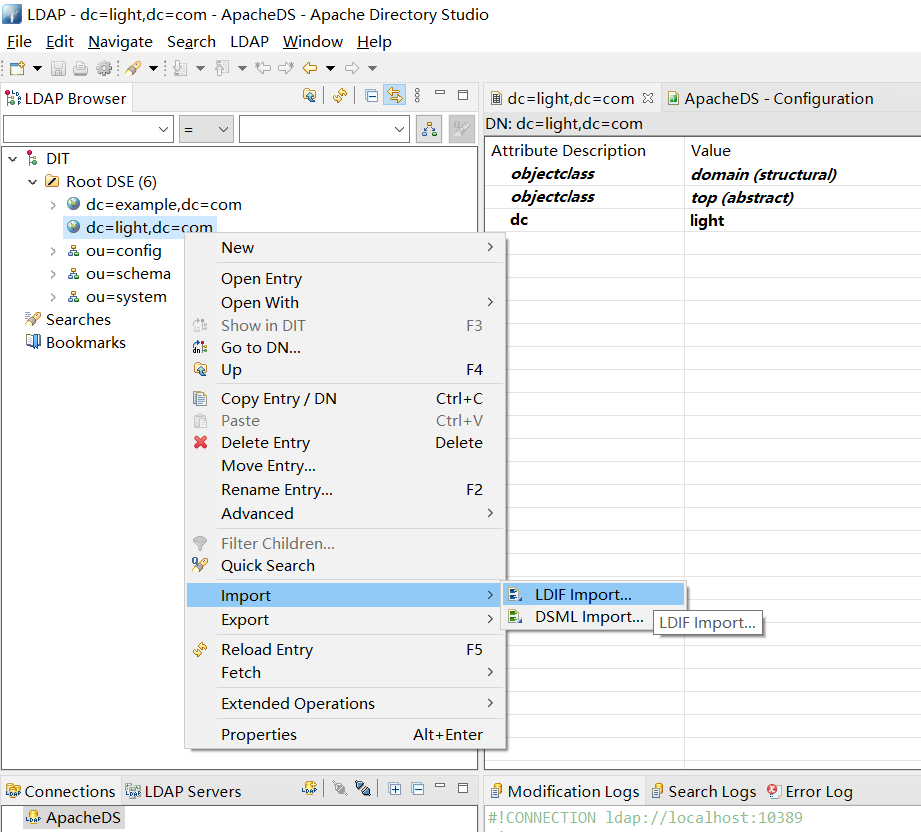 LDAP - dc=light,dc=com - ApacheDS - Apache Directory Studio
File Edit Navigate Search LDAP Window Help
LDAP Browser
=
DIT
Root DSE (6)
dc=example,dc=com
dc=light,dc=com
ou=config
ou=schema
ou=system
Searches
Bookmarks
New
Open Entry
Open With
Show in DIT F3
Go to DN...
Up F4
Copy Entry / DN Ctrl+C
Paste Ctrl+V
Delete Entry Delete
Move Entry...
Rename Entry... F2
Advanced
Filter Children...
Quick Search
Import
Export
Reload Entry F5
Fetch
Extended Operations
Properties Alt+Enter
LDIF Import...
DSML Import...
LDIF Import...
dc=light,dc=com ApacheDS - Configuration
DN: dc=light,dc=com
Attribute Description Value
objectclass domain (structural)
objectclass top (abstract)
dc light
Connections LDAP Servers
ApacheDS
Modification Logs Search Logs Error Log
#!CONNECTION ldap://localhost:10389